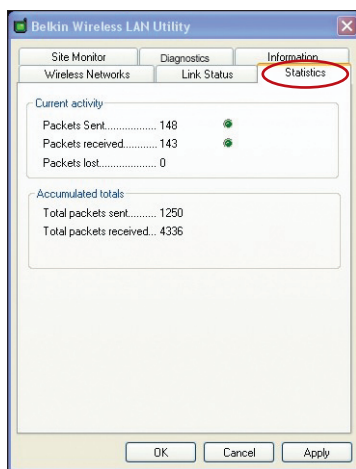 Belkin Wireless LAN Utility
Site Monitor Diagnostics Information
Wireless Networks Link Status Statistics
Current activity
Packets Sent................ 148
Packets received........... 143
Packets lost.................. 0
Accumulated totals
Total packets sent.......... 1250
Total packets received... 4336
OK Cancel Apply